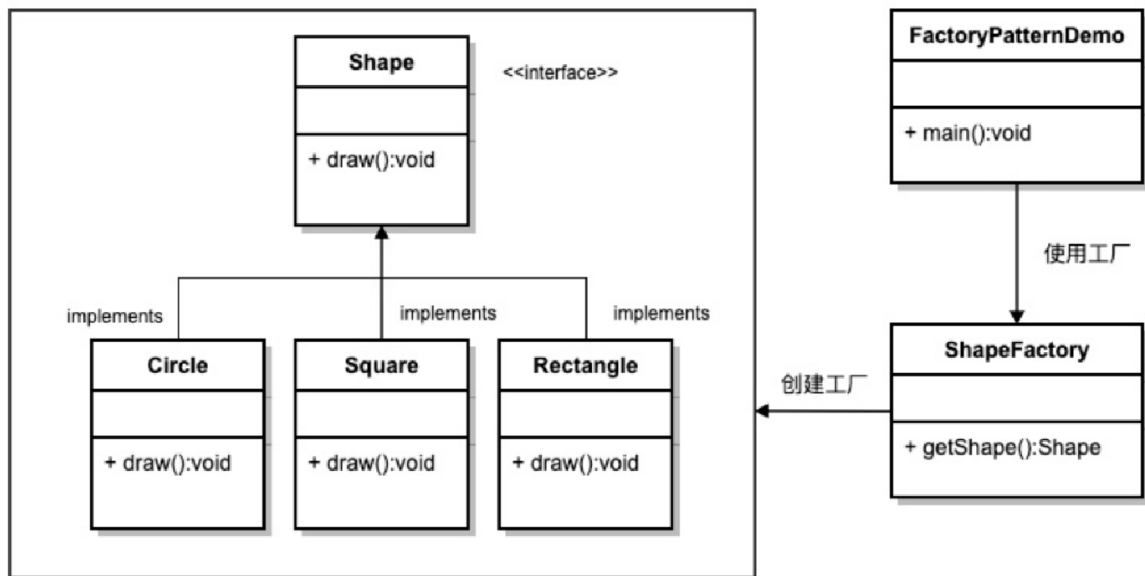 Shape
<<interface>>
+ draw():void
implements
implements
implements
Circle
+ draw():void
Square
+ draw():void
Rectangle
+ draw():void
FactoryPatternDemo
+ main():void
使用工厂
ShapeFactory
+ getShape():Shape
创建工厂